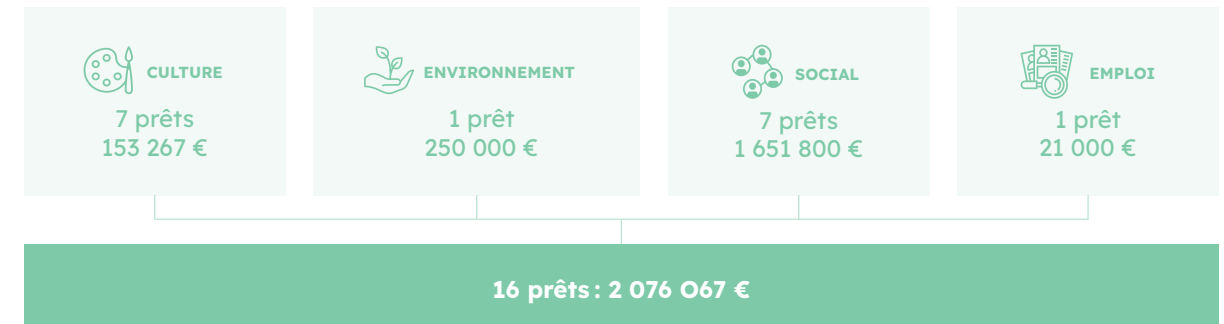 CULTURE
7 prêts
153 267 €
ENVIRONNEMENT
1 prêt
250 000 €
SOCIAL
7 prêts
1 651 800 €
EMPLOI
1 prêt
21 000 €
16 prêts : 2 076 O67 €